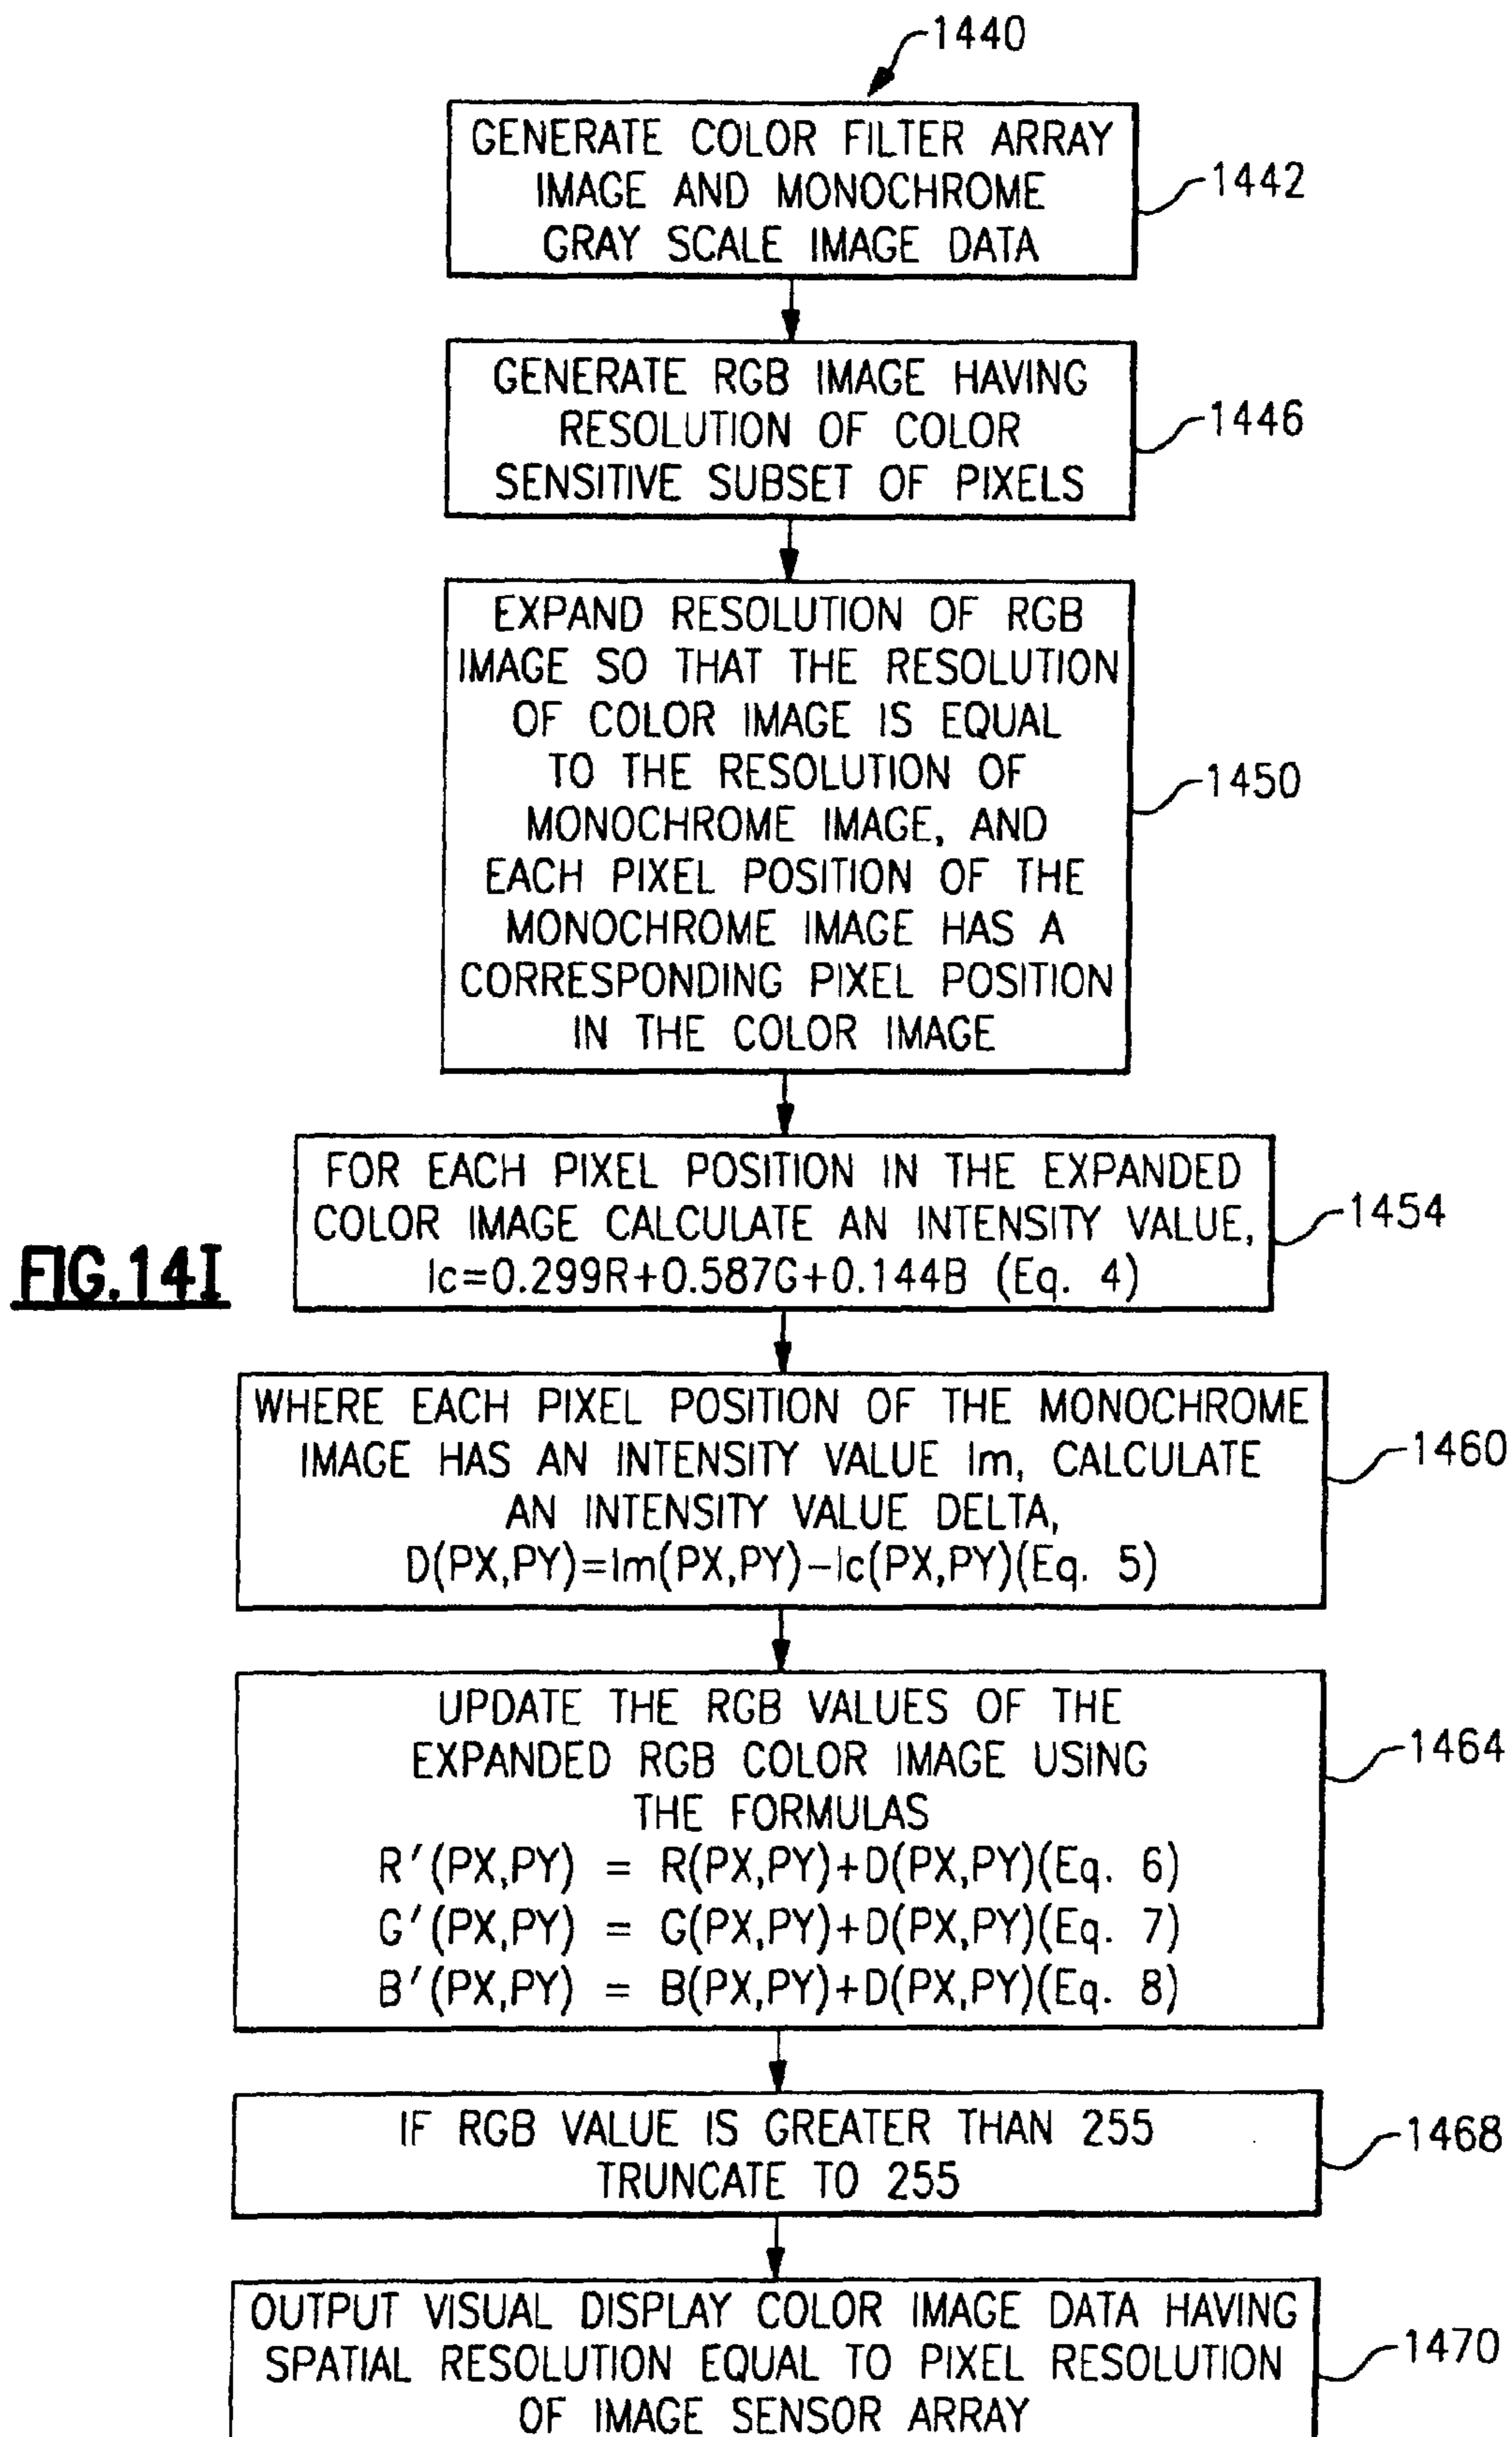 1440
GENERATE COLOR FILTER ARRAY
IMAGE AND MONOCHROME
GRAY SCALE IMAGE DATA
1442
GENERATE RGB IMAGE HAVING
RESOLUTION OF COLOR
SENSITIVE SUBSET OF PIXELS
1446
EXPAND RESOLUTION OF RGB
IMAGE SO THAT THE RESOLUTION
OF COLOR IMAGE IS EQUAL
TO THE RESOLUTION OF
MONOCHROME IMAGE, AND
EACH PIXEL POSITION OF THE
MONOCHROME IMAGE HAS A
CORRESPONDING PIXEL POSITION
IN THE COLOR IMAGE
1450
FOR EACH PIXEL POSITION IN THE EXPANDED
COLOR IMAGE CALCULATE AN INTENSITY VALUE,
Ic=0.299R+0.587G+0.144B (Eq. 4)
1454
FIG.14I
WHERE EACH PIXEL POSITION OF THE MONOCHROME
IMAGE HAS AN INTENSITY VALUE Im, CALCULATE
AN INTENSITY VALUE DELTA,
D(PX,PY)=Im(PX,PY)-Ic(PX,PY)(Eq. 5)
1460
UPDATE THE RGB VALUES OF THE
EXPANDED RGB COLOR IMAGE USING
THE FORMULAS
R'(PX,PY) = R(PX,PY)+D(PX,PY)(Eq. 6)
G'(PX,PY) = G(PX,PY)+D(PX,PY)(Eq. 7)
B'(PX,PY) = B(PX,PY)+D(PX,PY)(Eq. 8)
1464
IF RGB VALUE IS GREATER THAN 255
TRUNCATE TO 255
1468
OUTPUT VISUAL DISPLAY COLOR IMAGE DATA HAVING
SPATIAL RESOLUTION EQUAL TO PIXEL RESOLUTION
OF IMAGE SENSOR ARRAY
1470